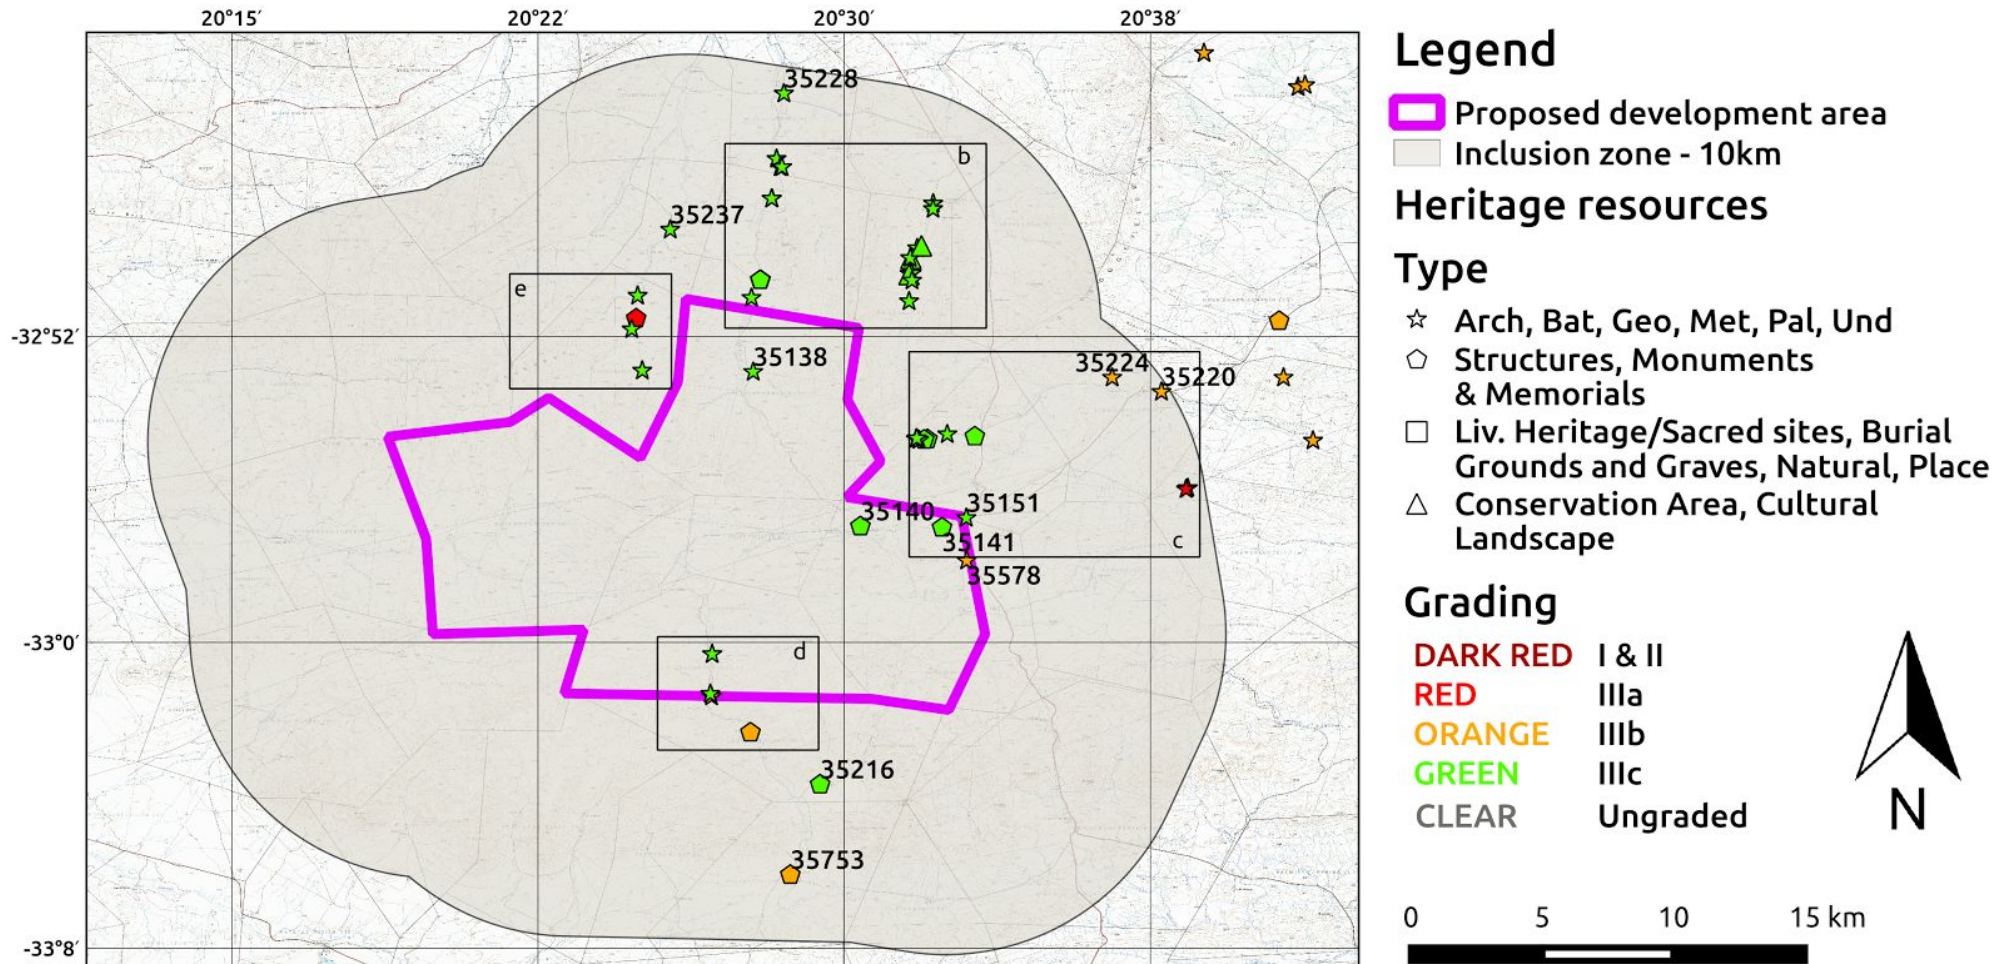 20°15′ 20°22′ 20°30′ 20°38′
35228
b
35237
e
-32°52′
35138
35224
35220
35151
35140
35141
c
35578
-33°0′
d
35216
35753
-33°8′
Legend
Proposed development area
Inclusion zone - 10km
Heritage resources
Type
Arch, Bat, Geo, Met, Pal, Und
Structures, Monuments
& Memorials
Liv. Heritage/Sacred sites, Burial
Grounds and Graves, Natural, Place
Conservation Area, Cultural
Landscape
Grading
DARK RED I & II
RED IIIa
ORANGE IIIb
GREEN IIIc
CLEAR Ungraded
N
0 5 10 15 km